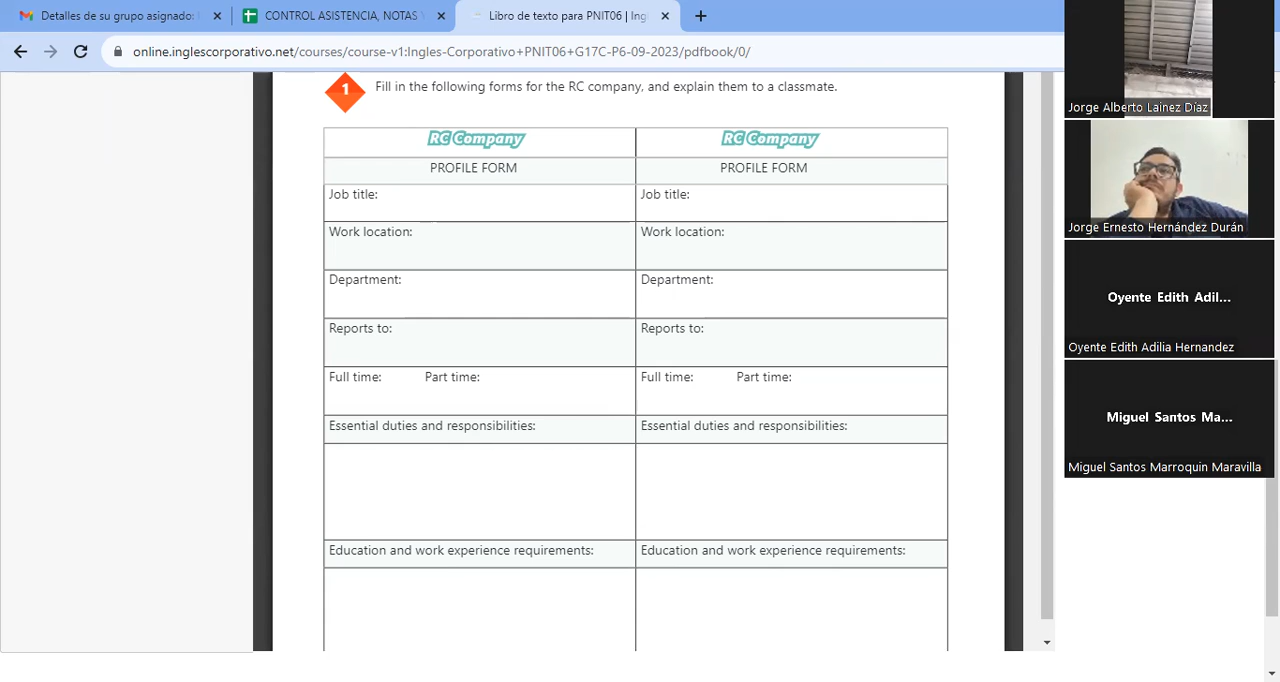 Detalles de su grupo asignado:
CONTROL ASISTENCIA, NOTAS Y
Libro de texto para PNIT06 | Ingl
online.inglescorporativo.net/courses/course-v1:Ingles-Corporativo+PNIT06+G17C-P6-09-2023/pdfbook/0/
1 Fill in the following forms for the RC company, and explain them to a classmate.
RC Company RC Company
PROFILE FORM PROFILE FORM
Job title: Job title:
Work location: Work location:
Department: Department:
Reports to: Reports to:
Full time: Part time: Full time: Part time:
Essential duties and responsibilities: Essential duties and responsibilities:
Education and work experience requirements: Education and work experience requirements:
Jorge Alberto Lainez Díaz
Jorge Ernesto Hernández Durán
Oyente Edith Adil...
Oyente Edith Adilia Hernandez
Miguel Santos Ma...
Miguel Santos Marroquin Maravilla